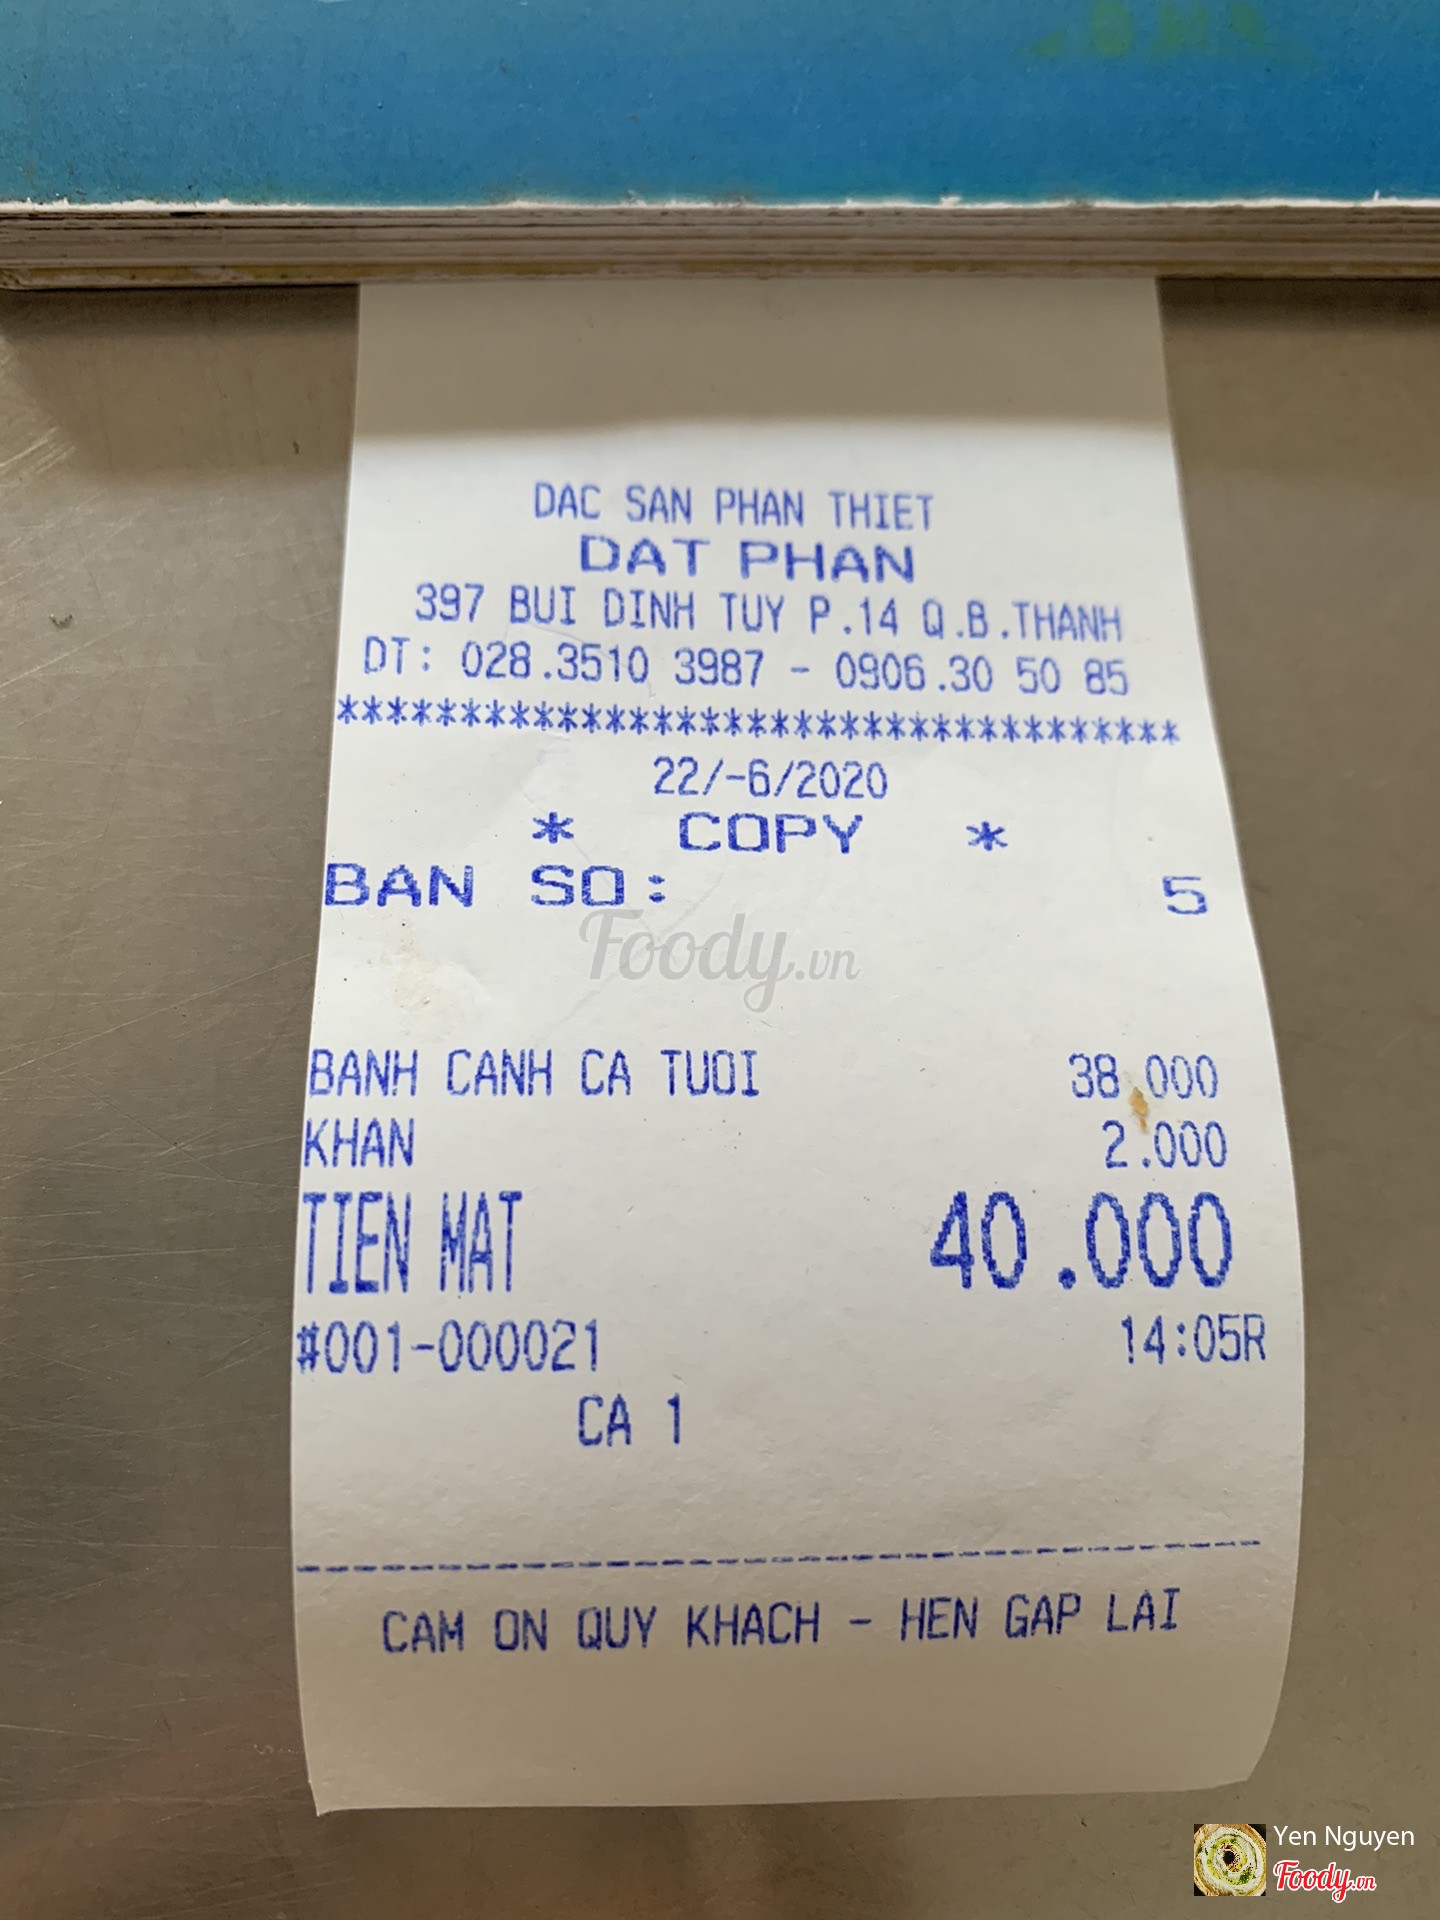 DAC SAN PHAN THIET
DAT PHAN
397 BUI DINH TUY P.14 Q.B.THANH
DT: 028.3510 3987 - 0906.30 50 85
***********************************
22/-6/2020
* COPY *
BAN SO: 5
Foody.vn
BANH CANH CA TUOI 38.000
KHAN 2.000
TIEN MAT 40.000
#001-000021 14:05R
CA 1
--------------------------------
CAM ON QUY KHACH - HEN GAP LAI
Yen Nguyen
Foody.vn